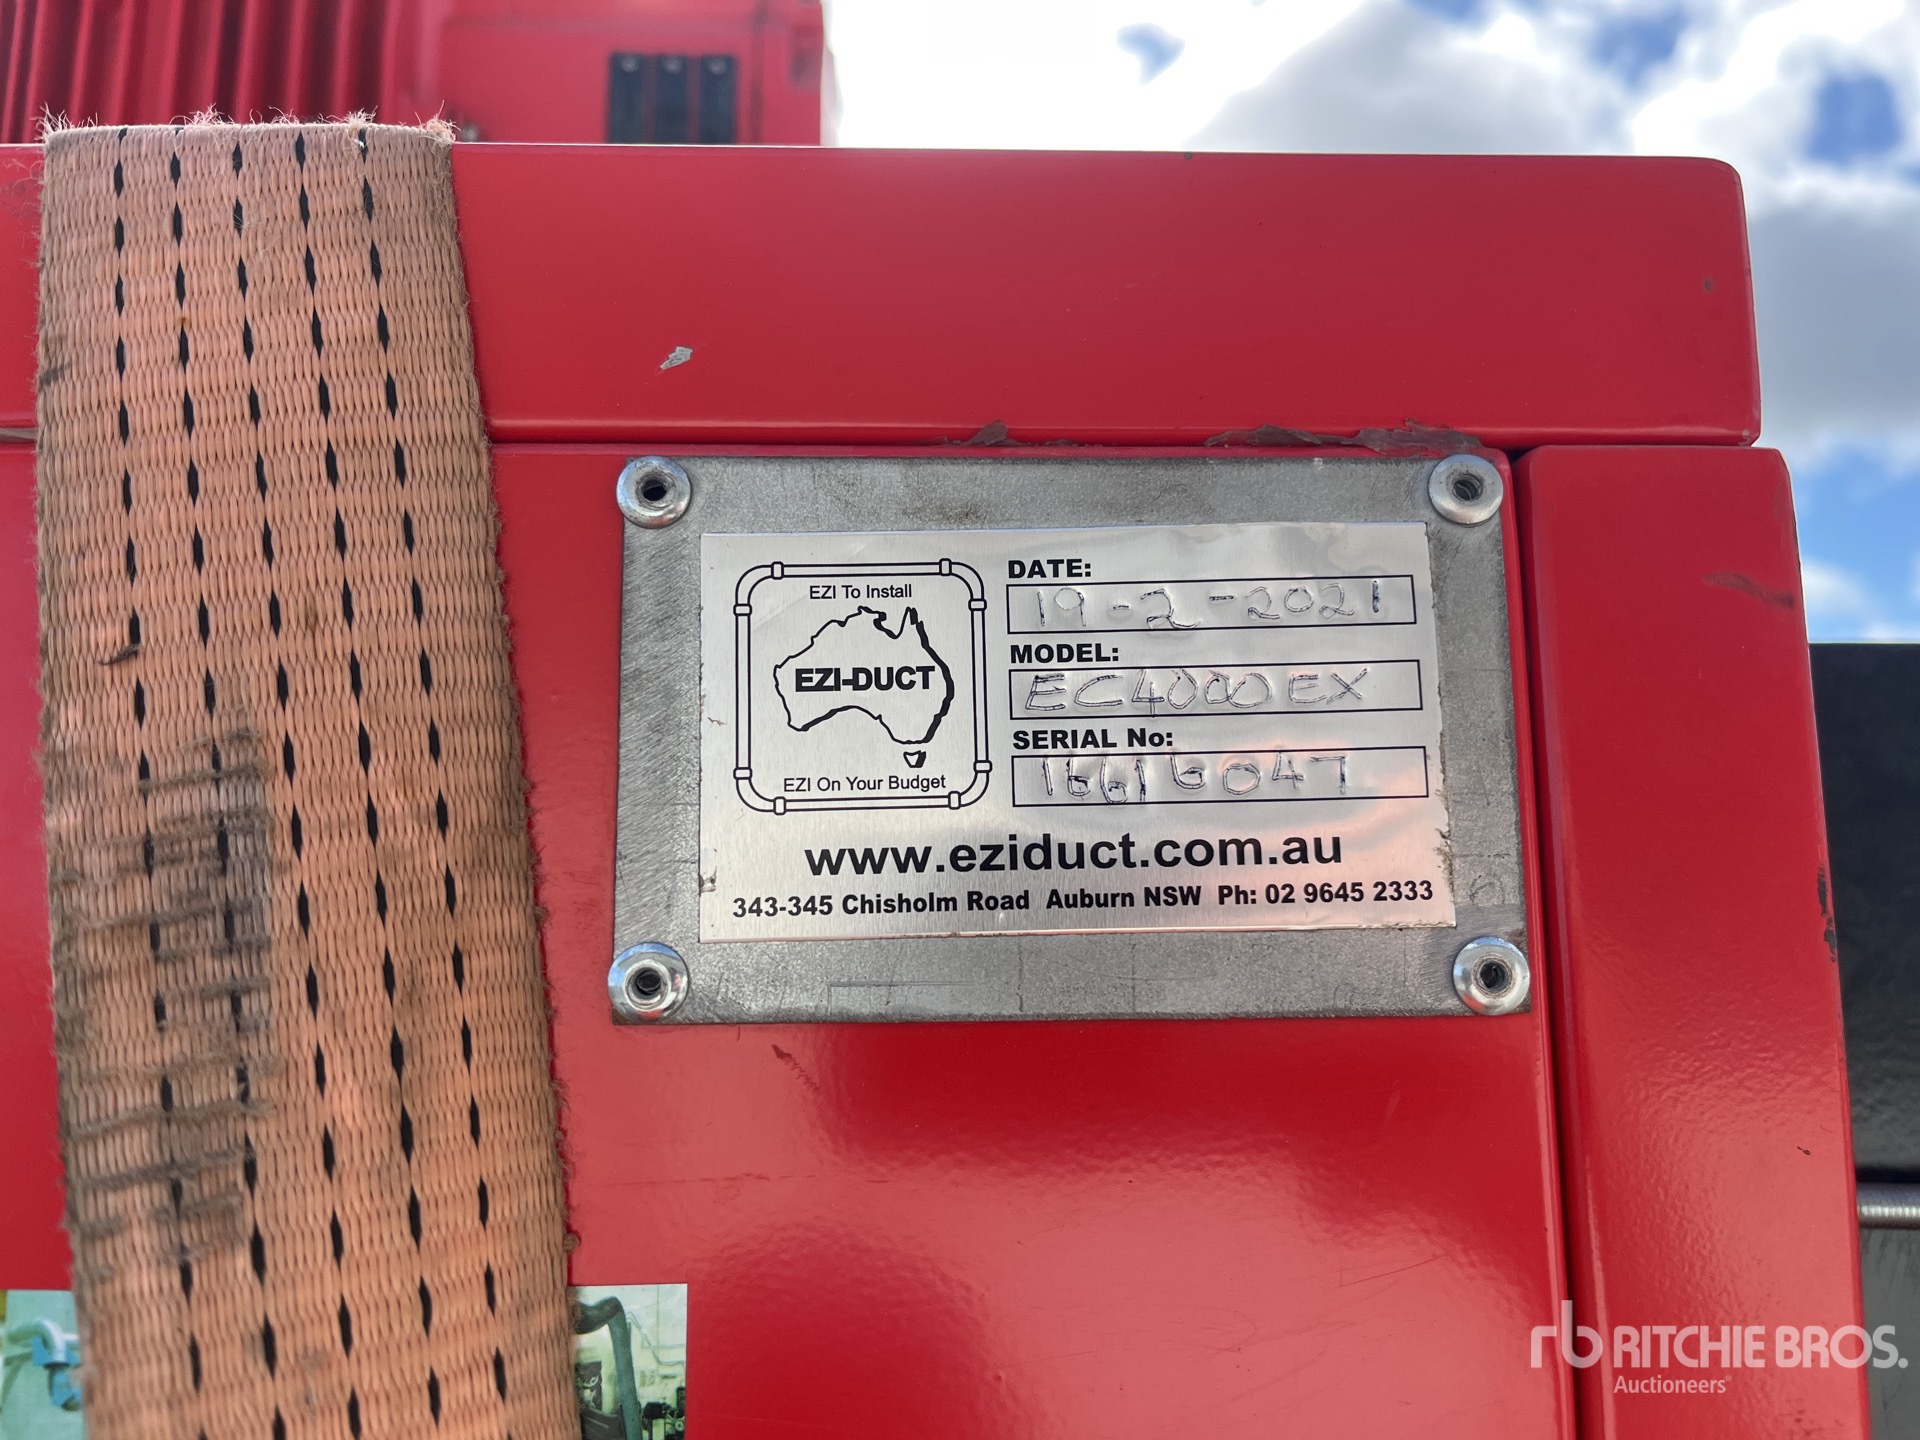 EZI To Install
EZI-DUCT
EZI On Your Budget
DATE:
19-2-2021
MODEL:
EC4000EX
SERIAL No:
16616047
www.eziduct.com.au
343-345 Chisholm Road Auburn NSW Ph: 02 9645 2333
rb RITCHIE BROS.
Auctioneers